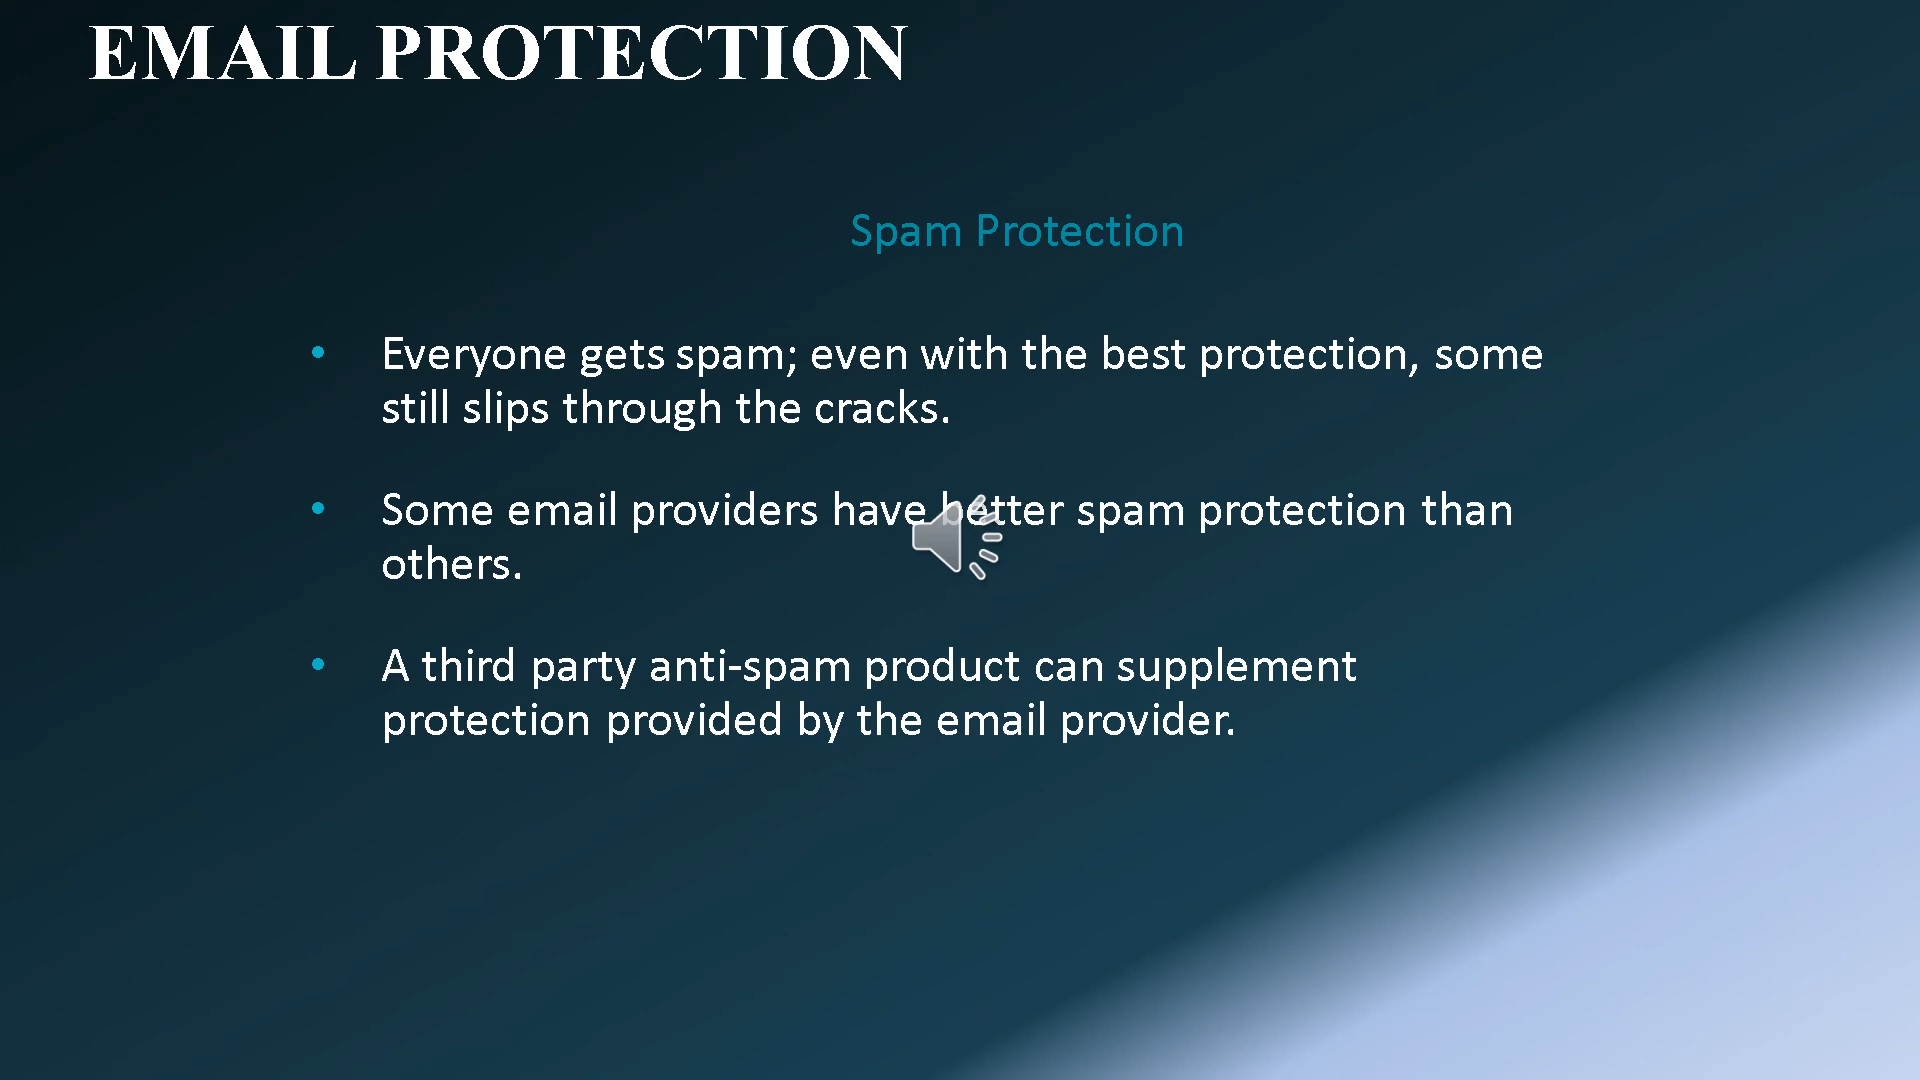 EMAIL PROTECTION
Spam Protection
• Everyone gets spam; even with the best protection, some
still slips through the cracks.
• Some email providers have better spam protection than
others.
• A third party anti-spam product can supplement
protection provided by the email provider.